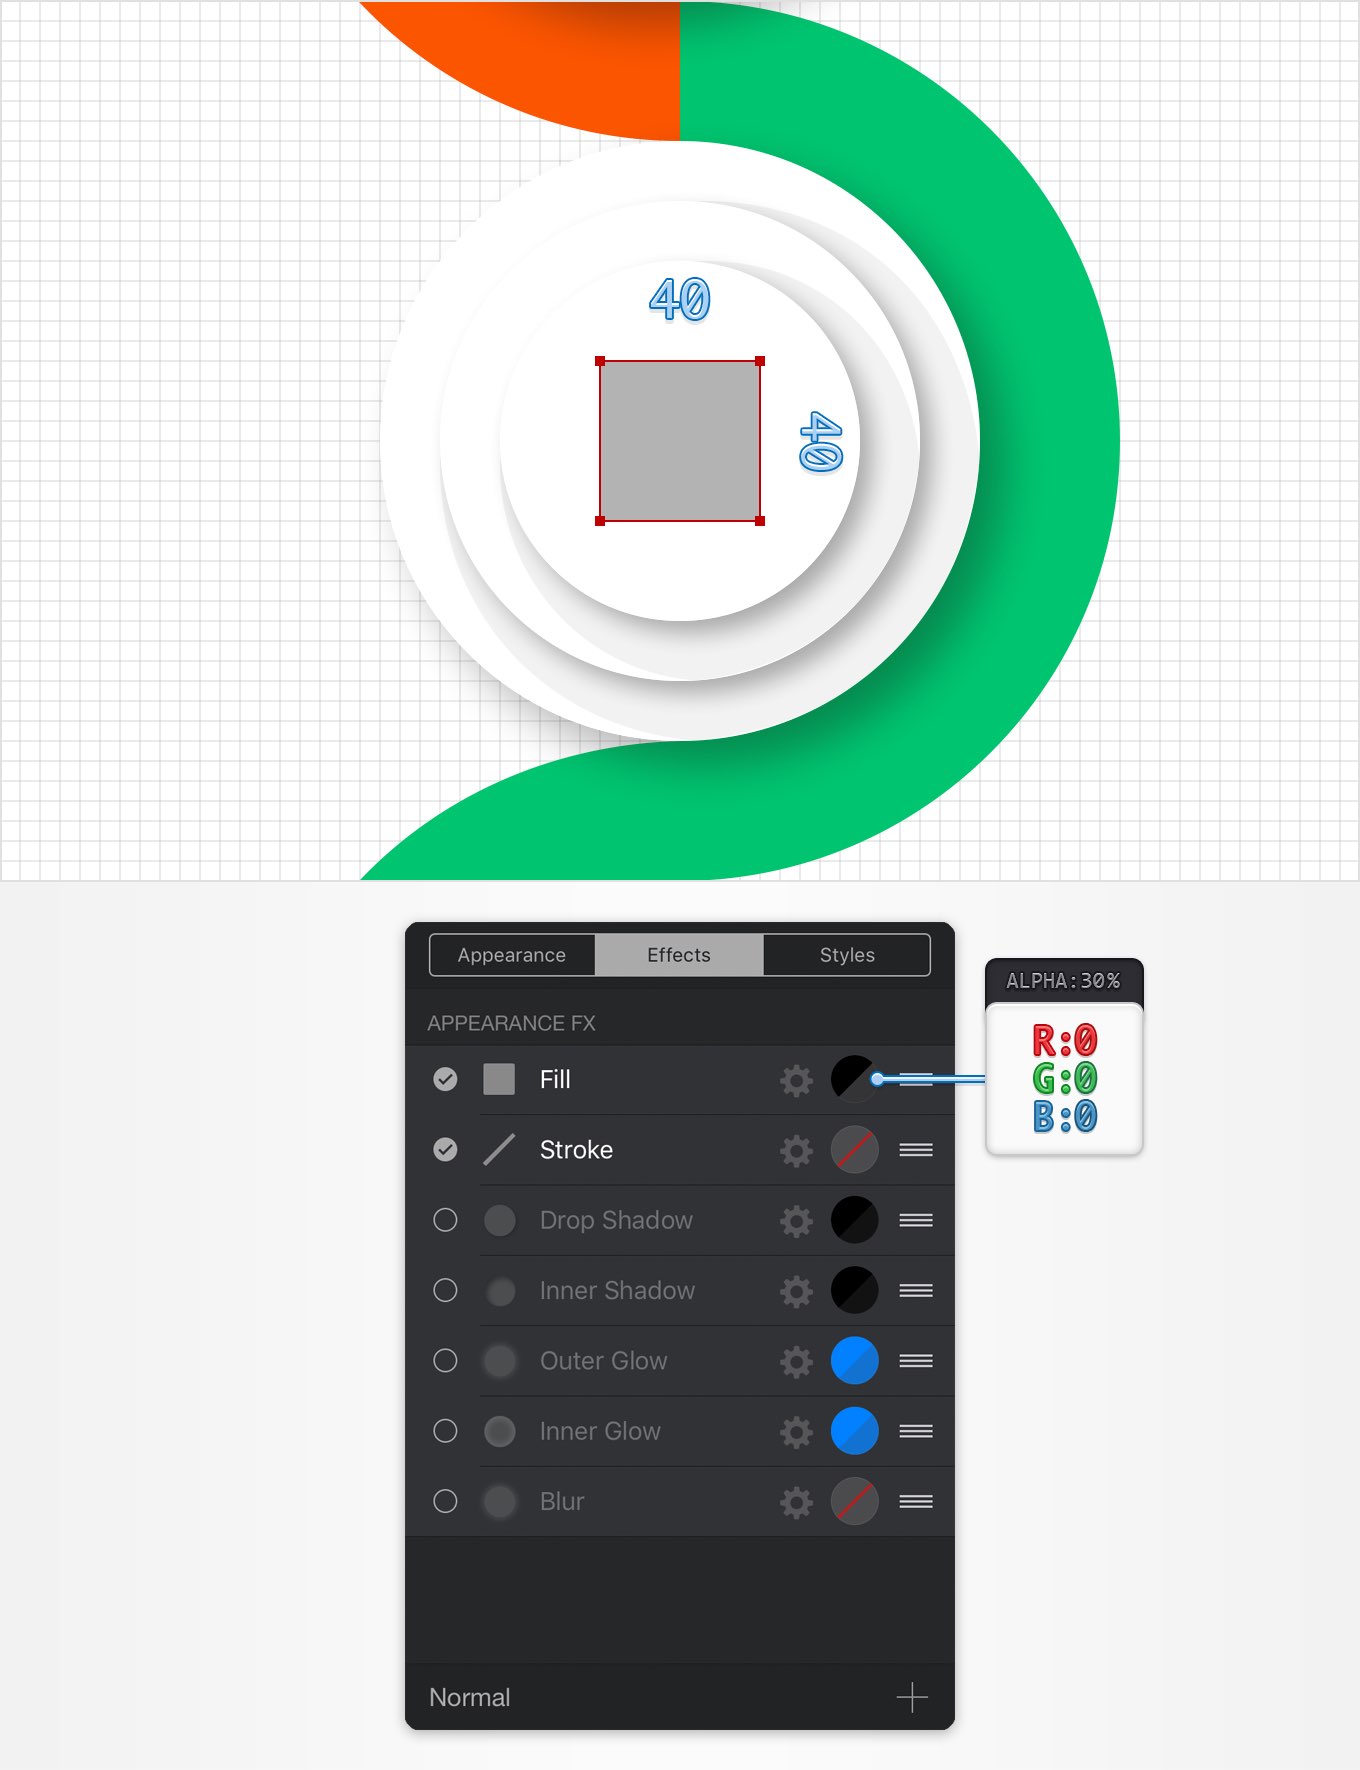 40
40
Appearance Effects Styles
ALPHA:30%
APPEARANCE FX
R:0
G:0
B:0
Fill
Stroke
Drop Shadow
Inner Shadow
Outer Glow
Inner Glow
Blur
Normal